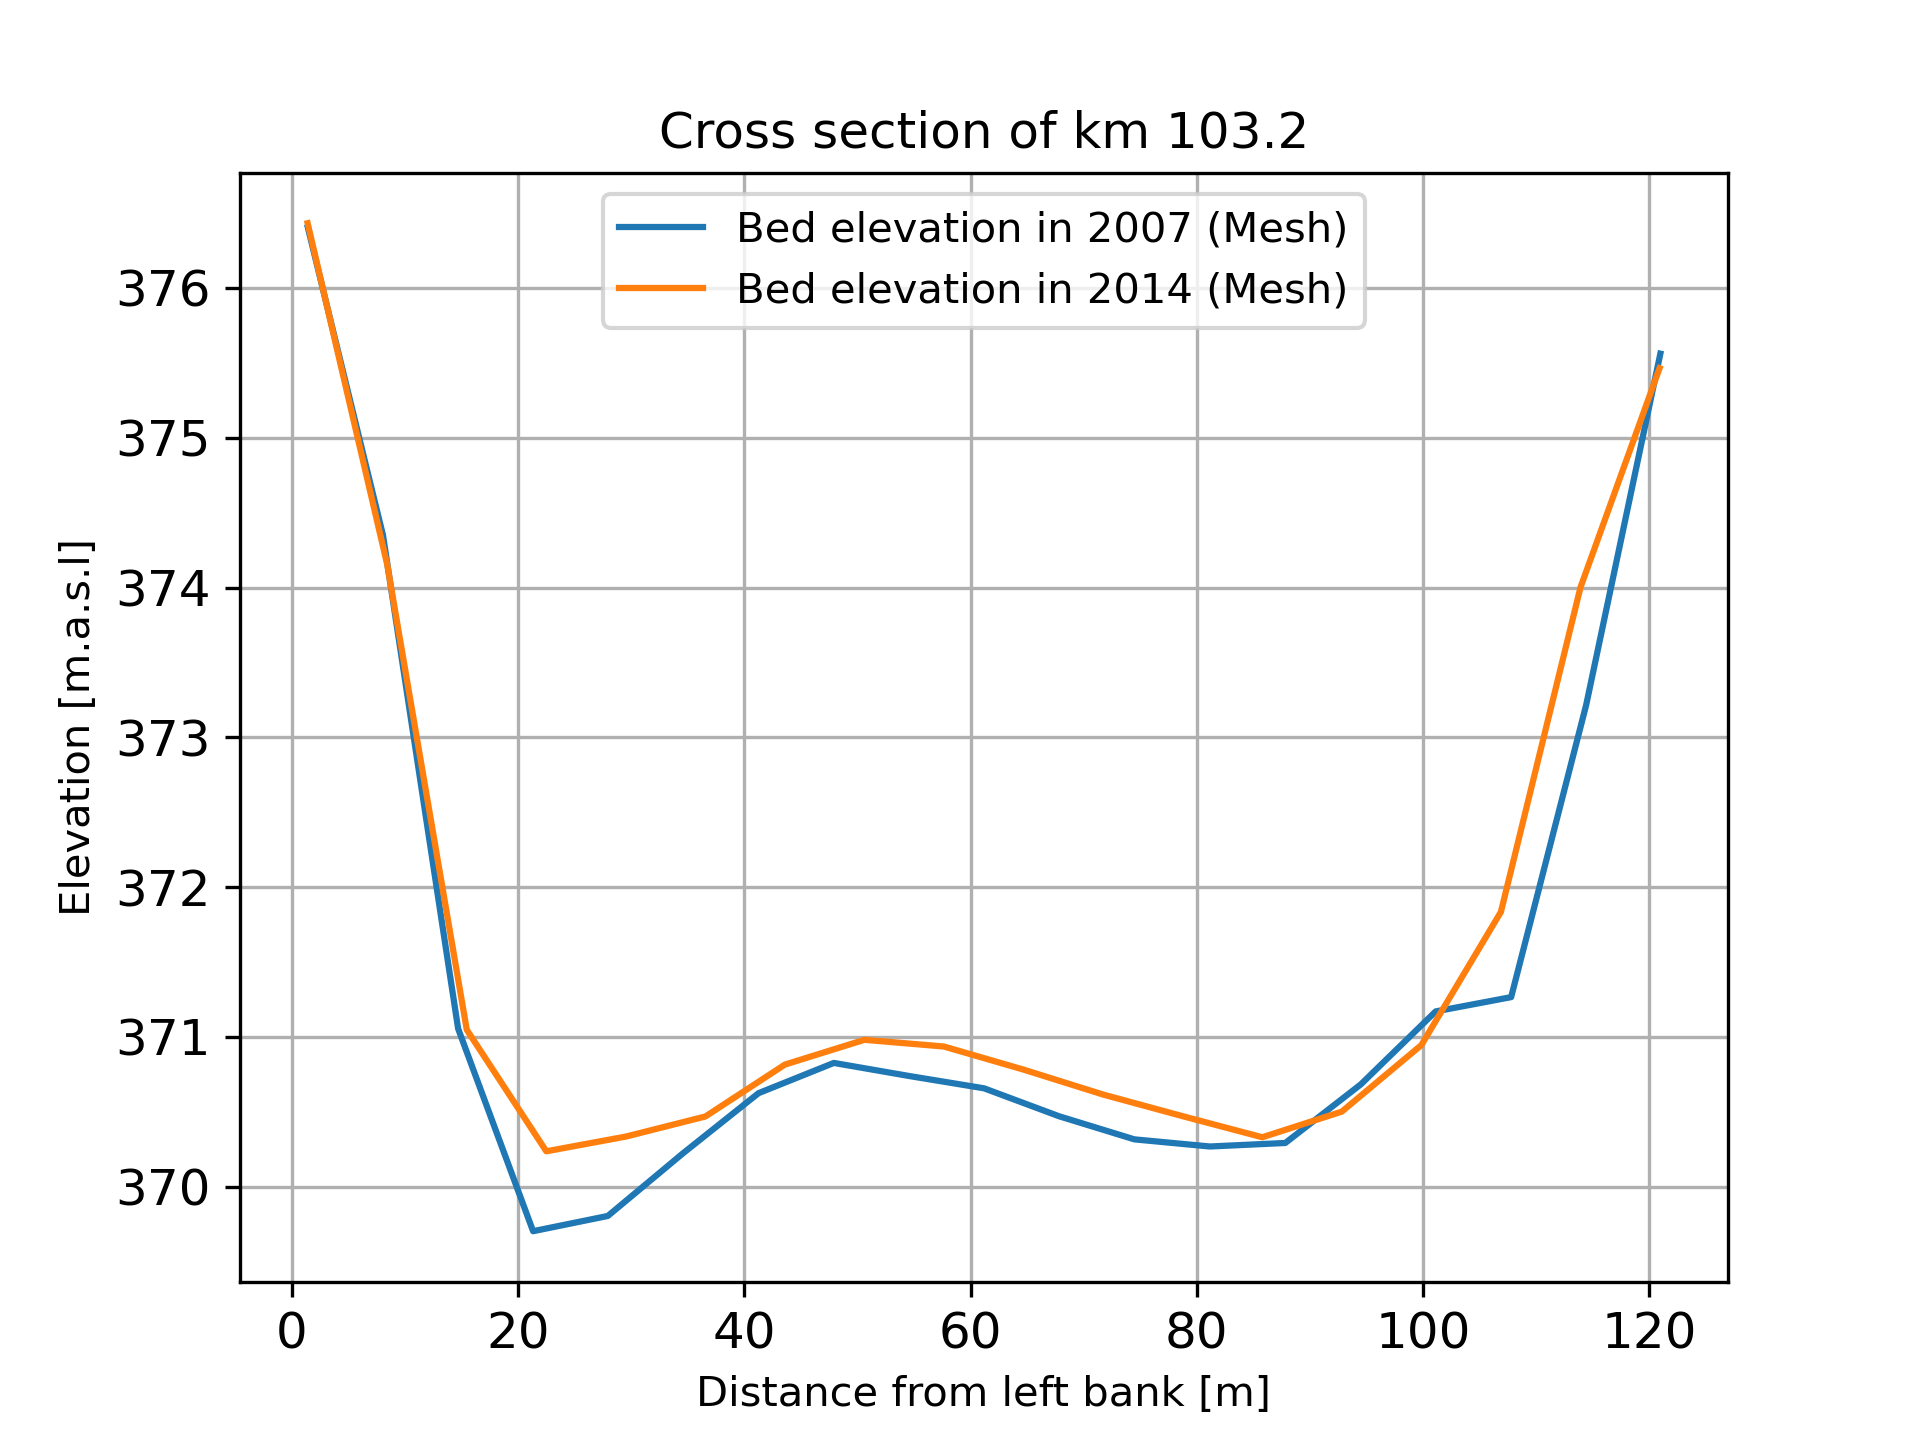 Cross section of km 103.2
Bed elevation in 2007 (Mesh)
Bed elevation in 2014 (Mesh)
Elevation [m.a.s.l]
376
375
374
373
372
371
370
0 20 40 60 80 100 120
Distance from left bank [m]